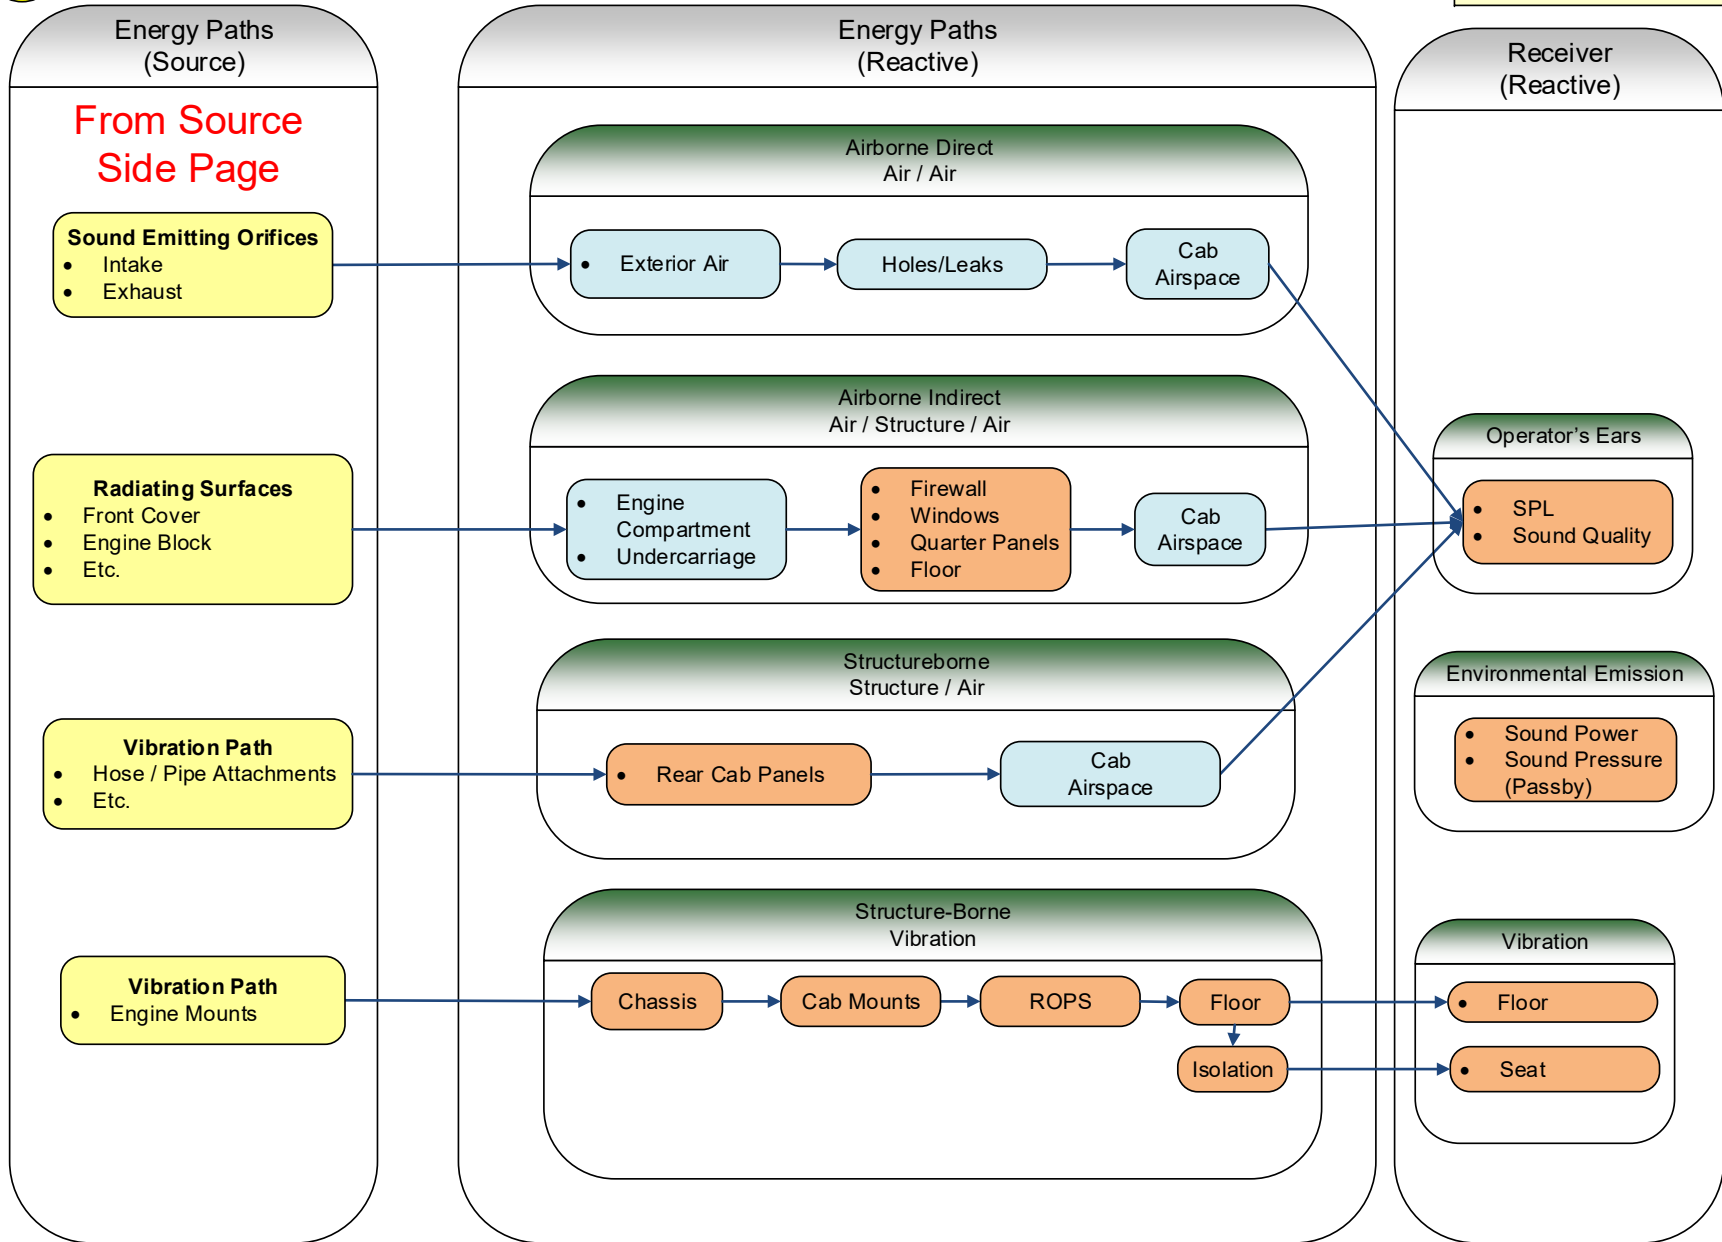 Energy Paths
(Source)
From Source
Side Page
Sound Emitting Orifices
• Intake
• Exhaust
Radiating Surfaces
• Front Cover
• Engine Block
• Etc.
Vibration Path
• Hose / Pipe Attachments
• Etc.
Vibration Path
• Engine Mounts
Energy Paths
(Reactive)
Airborne Direct
Air / Air
• Exterior Air
Holes/Leaks
Cab
Airspace
Airborne Indirect
Air / Structure / Air
• Engine
Compartment
• Undercarriage
• Firewall
• Windows
• Quarter Panels
• Floor
Cab
Airspace
Structureborne
Structure / Air
• Rear Cab Panels
Cab
Airspace
Structure-Borne
Vibration
Chassis
Cab Mounts
ROPS
Floor
Isolation
Receiver
(Reactive)
Operator's Ears
• SPL
• Sound Quality
Environmental Emission
• Sound Power
• Sound Pressure
(Passby)
Vibration
• Floor
• Seat